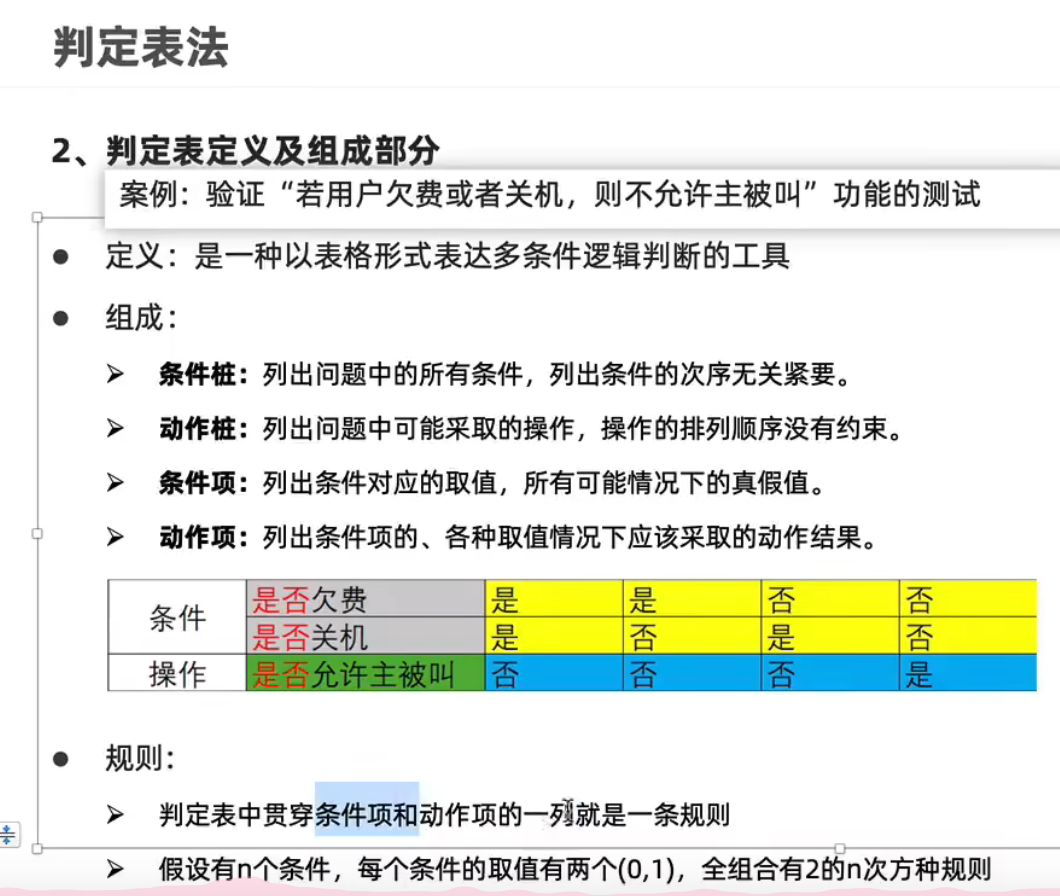 判定表法
2、判定表定义及组成部分
案例：验证“若用户欠费或者关机，则不允许主被叫”功能的测试
定义：是一种以表格形式表达多条件逻辑判断的工具
组成：
条件桩：列出问题中的所有条件，列出条件的次序无关紧要。
动作桩：列出问题中可能采取的操作，操作的排列顺序没有约束。
条件项：列出条件对应的取值，所有可能情况下的真假值。
动作项：列出条件项的、各种取值情况下应该采取的动作结果。
条件 是否欠费 是 是 否 否
是否关机 是 否 是 否
操作 是否允许主被叫 否 否 否 是
规则：
判定表中贯穿条件项和动作项的一列就是一条规则
假设有n个条件，每个条件的取值有两个(0,1)，全组合有2的n次方种规则